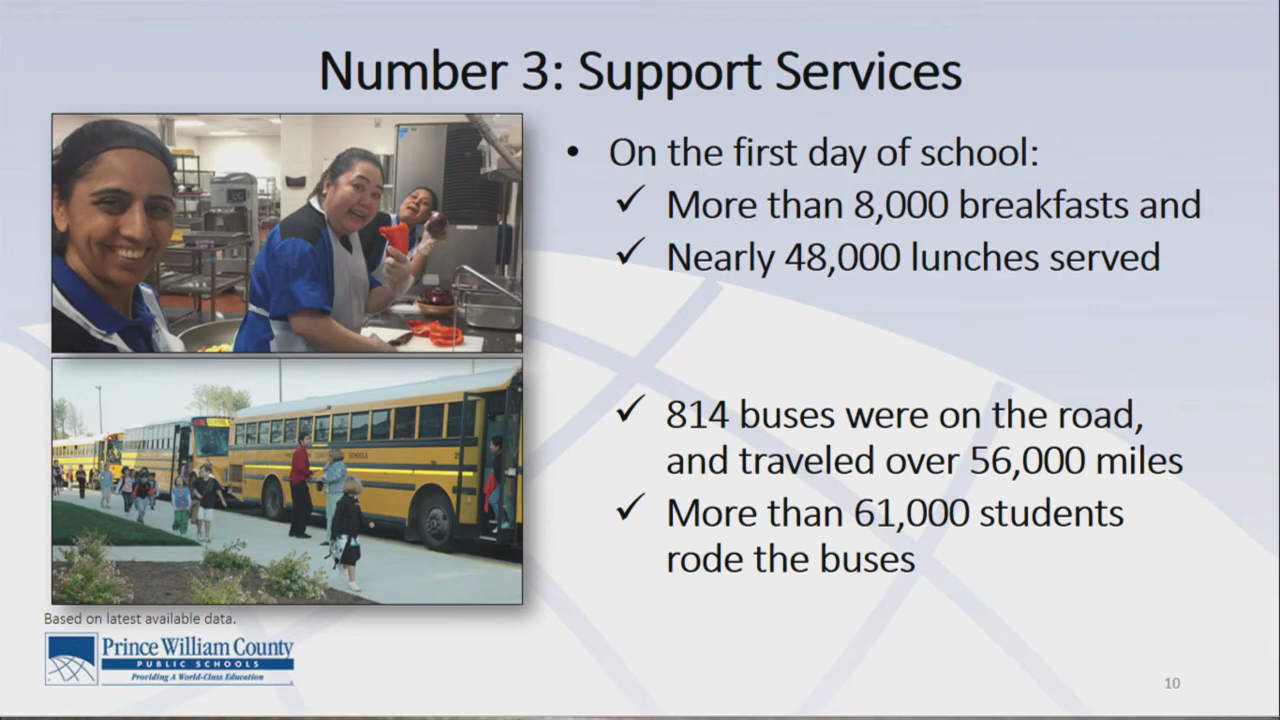 Number 3: Support Services
• On the first day of school:
✓ More than 8,000 breakfasts and
✓ Nearly 48,000 lunches served
✓ 814 buses were on the road,
and traveled over 56,000 miles
✓ More than 61,000 students
rode the buses
Based on latest available data.
Prince William County
PUBLIC SCHOOLS
Providing A World-Class Education
10